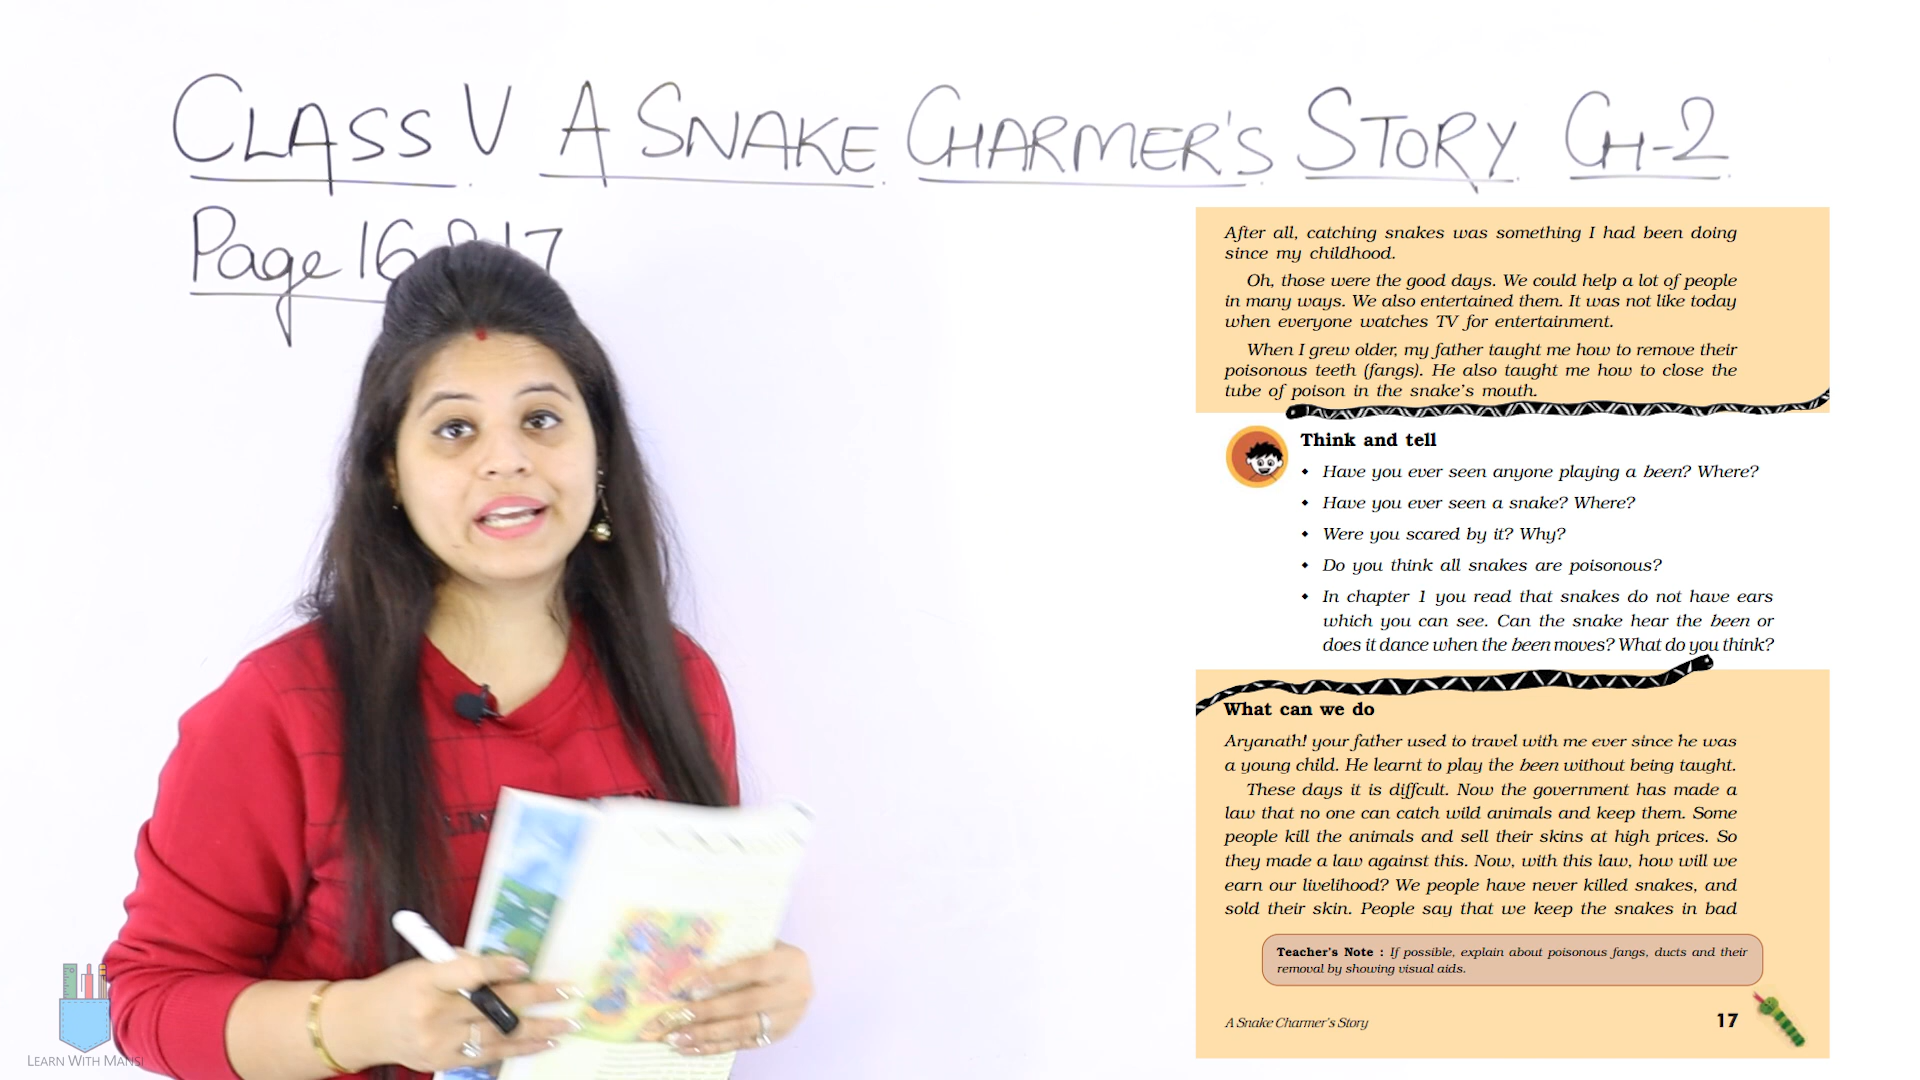 CLASS V A SNAKE CHARMER'S STORY CH-2
Page 16 & 17
After all, catching snakes was something I had been doing
since my childhood.
Oh, those were the good days. We could help a lot of people
in many ways. We also entertained them. It was not like today
when everyone watches TV for entertainment.
When I grew older, my father taught me how to remove their
poisonous teeth (fangs). He also taught me how to close the
tube of poison in the snake's mouth.
Think and tell
• Have you ever seen anyone playing a been? Where?
• Have you ever seen a snake? Where?
• Were you scared by it? Why?
• Do you think all snakes are poisonous?
• In chapter 1 you read that snakes do not have ears
which you can see. Can the snake hear the been or
does it dance when the been moves? What do you think?
What can we do
Aryanath! your father used to travel with me ever since he was
a young child. He learnt to play the been without being taught.
These days it is diffcult. Now the government has made a
law that no one can catch wild animals and keep them. Some
people kill the animals and sell their skins at high prices. So
they made a law against this. Now, with this law, how will we
earn our livelihood? We people have never killed snakes, and
sold their skin. People say that we keep the snakes in bad
Teacher's Note : If possible, explain about poisonous fangs, ducts and their
removal by showing visual aids.
A Snake Charmer's Story
17
LEARN WITH MANSI